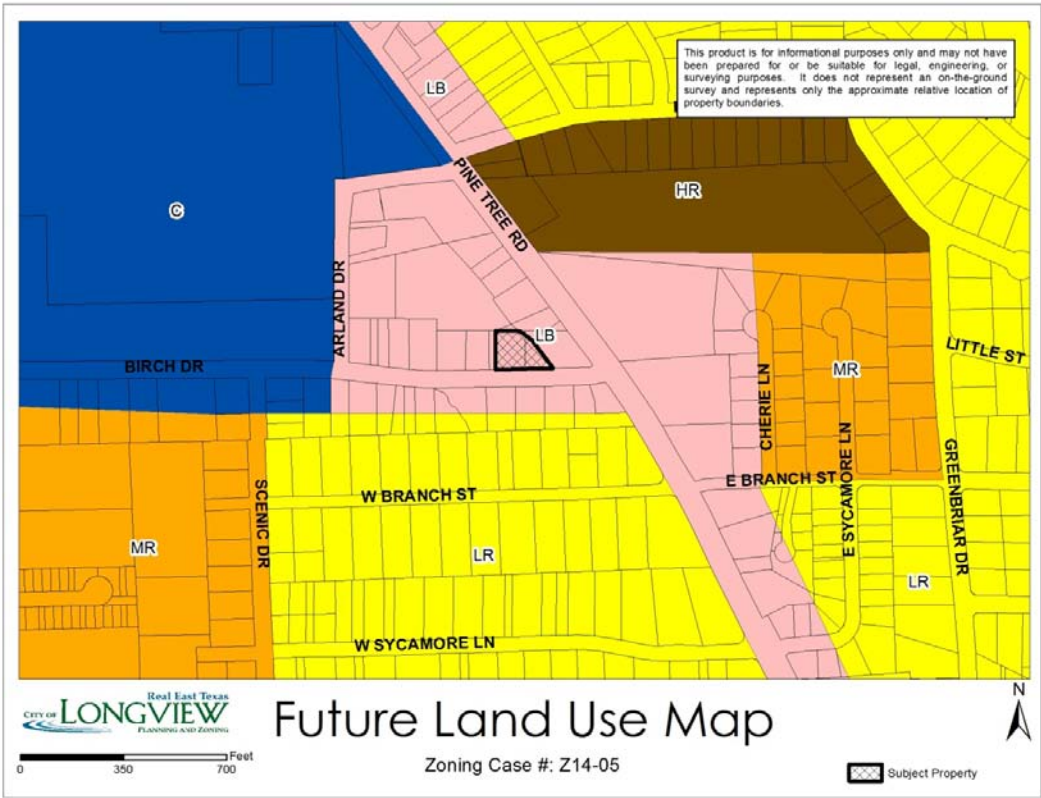 This product is for informational purposes only and may not have
been prepared for or be suitable for legal, engineering, or
surveying purposes. It does not represent an on-the-ground
survey and represents only the approximate relative location of
property boundaries.
LB
PINE TREE RD
HR
C
ARLAND DR
LB
BIRCH DR
LITTLE ST
MR
CHERIE LN
E SYCAMORE LN
GREENBRIAR DR
E BRANCH ST
W BRANCH ST
SCENIC DR
MR
LR
LR
W SYCAMORE LN
Real East Texas
CITY OF LONGVIEW
PLANNING AND ZONING
Future Land Use Map
N
Feet
0 350 700
Zoning Case #: Z14-05
Subject Property